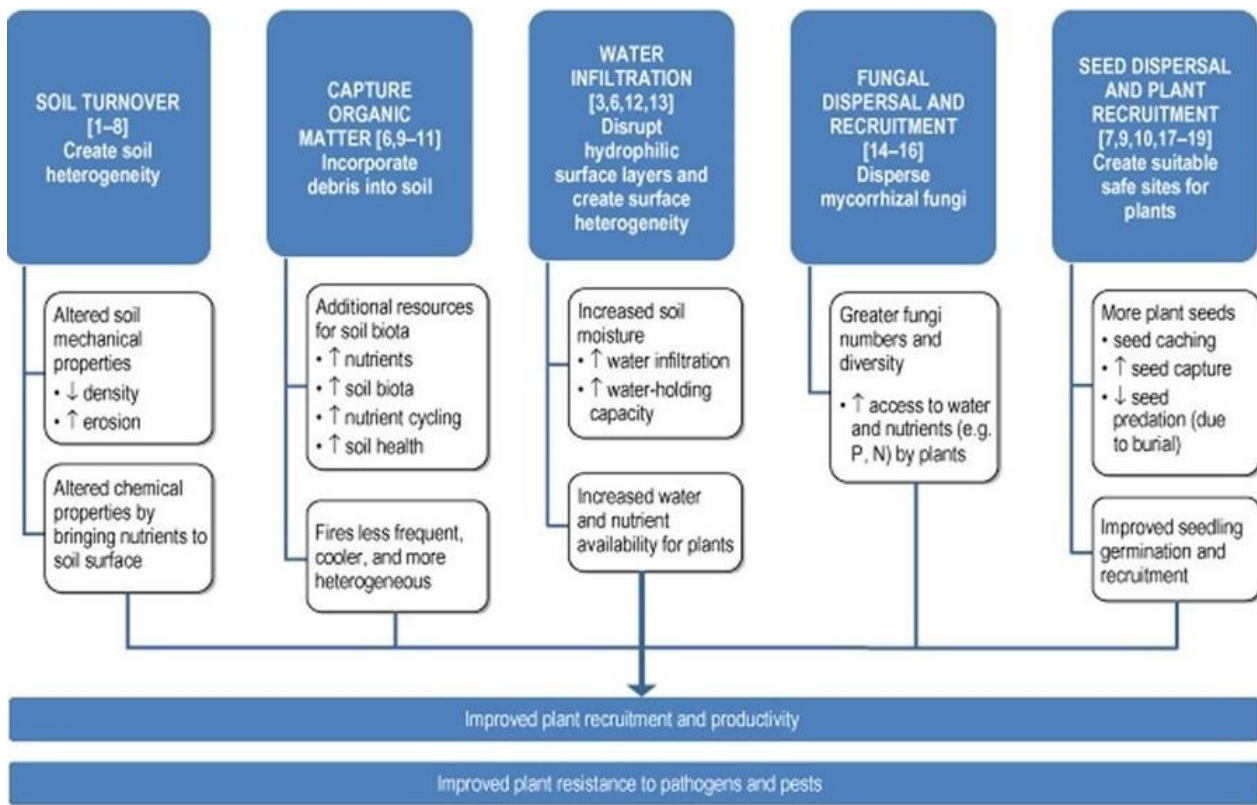 SOIL TURNOVER
[1–8]
Create soil
heterogeneity
Altered soil
mechanical
properties
• ↓ density
• ↑ erosion
Altered chemical
properties by
bringing nutrients to
soil surface
CAPTURE
ORGANIC
MATTER [6,9–11]
Incorporate
debris into soil
Additional resources
for soil biota
• ↑ nutrients
• ↑ soil biota
• ↑ nutrient cycling
• ↑ soil health
Fires less frequent,
cooler, and more
heterogeneous
WATER
INFILTRATION
[3,6,12,13]
Disrupt
hydrophilic
surface layers and
create surface
heterogeneity
Increased soil
moisture
• ↑ water infiltration
• ↑ water-holding
capacity
Increased water
and nutrient
availability for plants
FUNGAL
DISPERSAL AND
RECRUITMENT
[14–16]
Disperse
mycorrhizal fungi
Greater fungi
numbers and
diversity
• ↑ access to water
and nutrients (e.g.
P, N) by plants
SEED DISPERSAL
AND PLANT
RECRUITMENT
[7,9,10,17–19]
Create suitable
safe sites for
plants
More plant seeds
• seed caching
• ↑ seed capture
• ↓ seed
predation (due
to burial)
Improved seedling
germination and
recruitment
Improved plant recruitment and productivity
Improved plant resistance to pathogens and pests